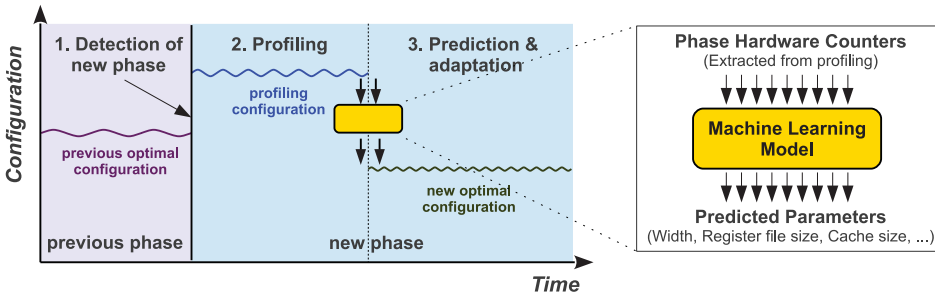 Configuration
1. Detection of
new phase
2. Profiling
3. Prediction &
adaptation
profiling
configuration
previous optimal
configuration
new optimal
configuration
previous phase
new phase
Time
Phase Hardware Counters
(Extracted from profiling)
Machine Learning
Model
Predicted Parameters
(Width, Register file size, Cache size, ...)